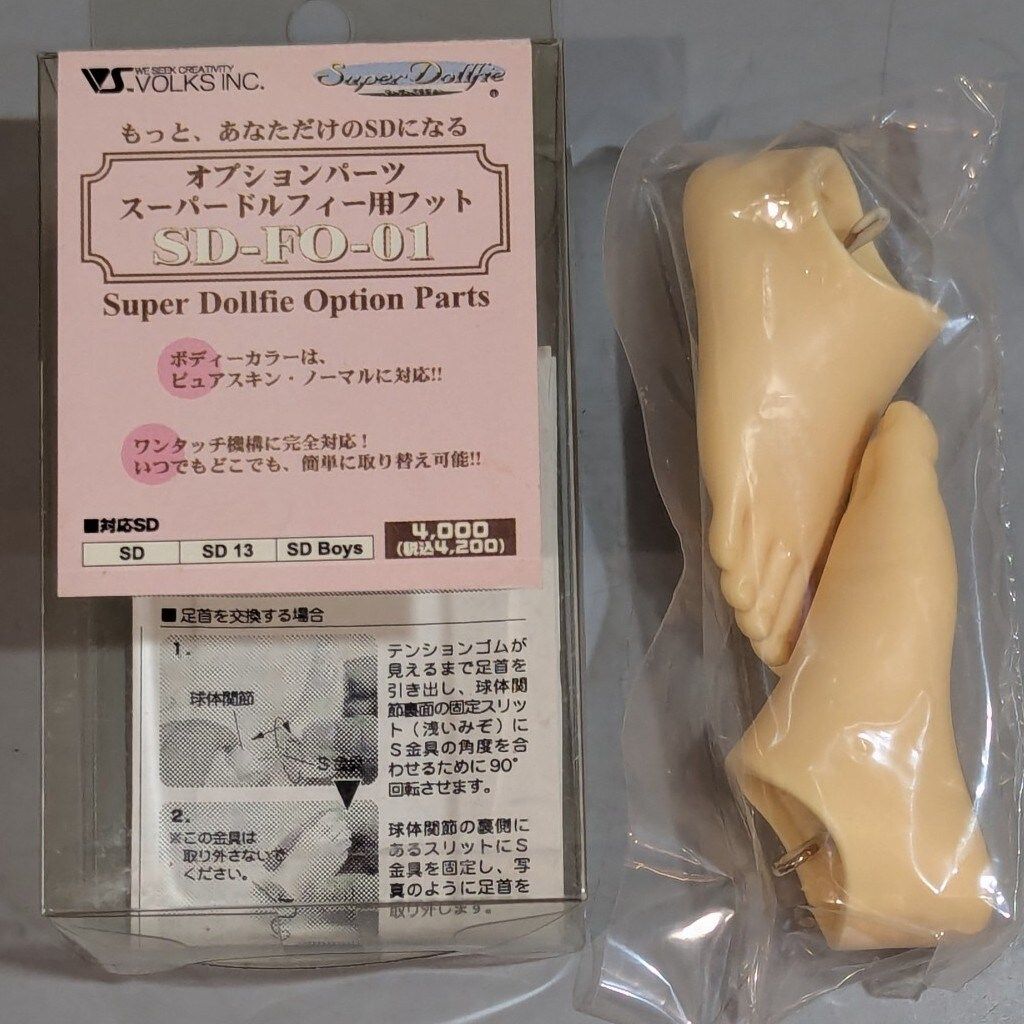 VS WE SEEK CREATIVITY
VOLKS INC.
Super Dollfie ®
もっと、あなただけのSDになる
オプションパーツ
スーパードルフィー用フット
SD-FO-01
Super Dollfie Option Parts
ボディーカラーは、
ピュアスキン・ノーマルに対応!!
ワンタッチ機構に完全対応！
いつでもどこでも、簡単に取り替え可能!!
■対応SD
SD
SD 13
SD Boys
4,000
(税込4,200)
■足首を交換する場合
1.
球体関節
S金具
テンションゴムが
見えるまで足首を
引き出し、球体関
節裏面の固定スリッ
ト（浅いみぞ）に
S金具の角度を合
わせるために90°
回転させます。
2.
※この金具は
取り外さないで
ください。
球体関節の裏側に
あるスリットにS
金具を固定し、写
真のように足首を
取り外します。